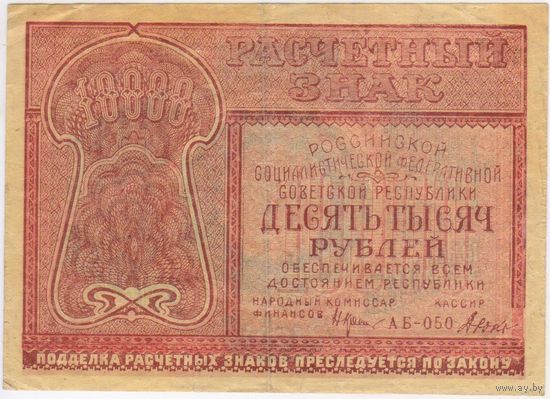 10000
РАСЧЕТНЫЙ
ЗНАК
РОССИЙСКОЙ
СОЦИАЛИСТИЧЕСКОЙ ФЕДЕРАТИВНОЙ
СОВЕТСКОЙ РЕСПУБЛИКИ
ДЕСЯТЬ ТЫСЯЧ
РУБЛЕЙ
ОБЕСПЕЧИВАЕТСЯ ВСЕМ
ДОСТОЯНИЕМ РЕСПУБЛИКИ
НАРОДНЫЙ КОМИССАР КАССИР
ФИНАНСОВ АБ-050
ПОДДЕЛКА РАСЧЕТНЫХ ЗНАКОВ ПРЕСЛЕДУЕТСЯ ПО ЗАКОНУ
www.ay.by